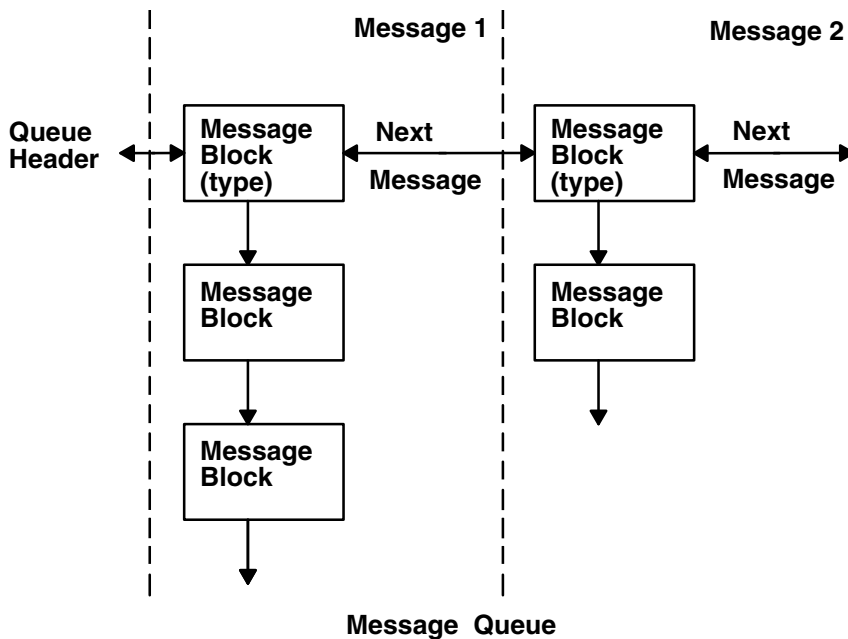 Message 1
Message 2
Queue
Header
Message
Block
(type)
Next
Message
Message
Block
(type)
Next
Message
Message
Block
Message
Block
Message
Block
Message Queue